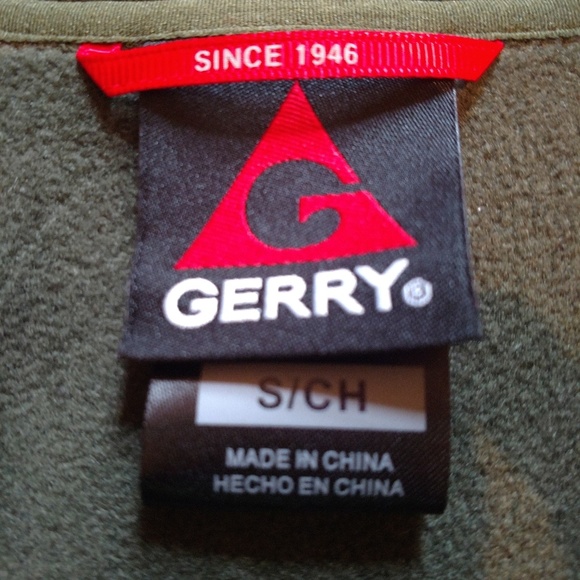 SINCE 1946
G
GERRY®
S/CH
MADE IN CHINA
HECHO EN CHINA